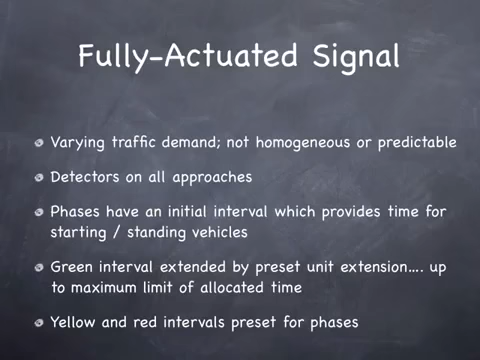 Fully-Actuated Signal
Varying traffic demand; not homogeneous or predictable
Detectors on all approaches
Phases have an initial interval which provides time for
starting / standing vehicles
Green interval extended by preset unit extension.... up
to maximum limit of allocated time
Yellow and red intervals preset for phases